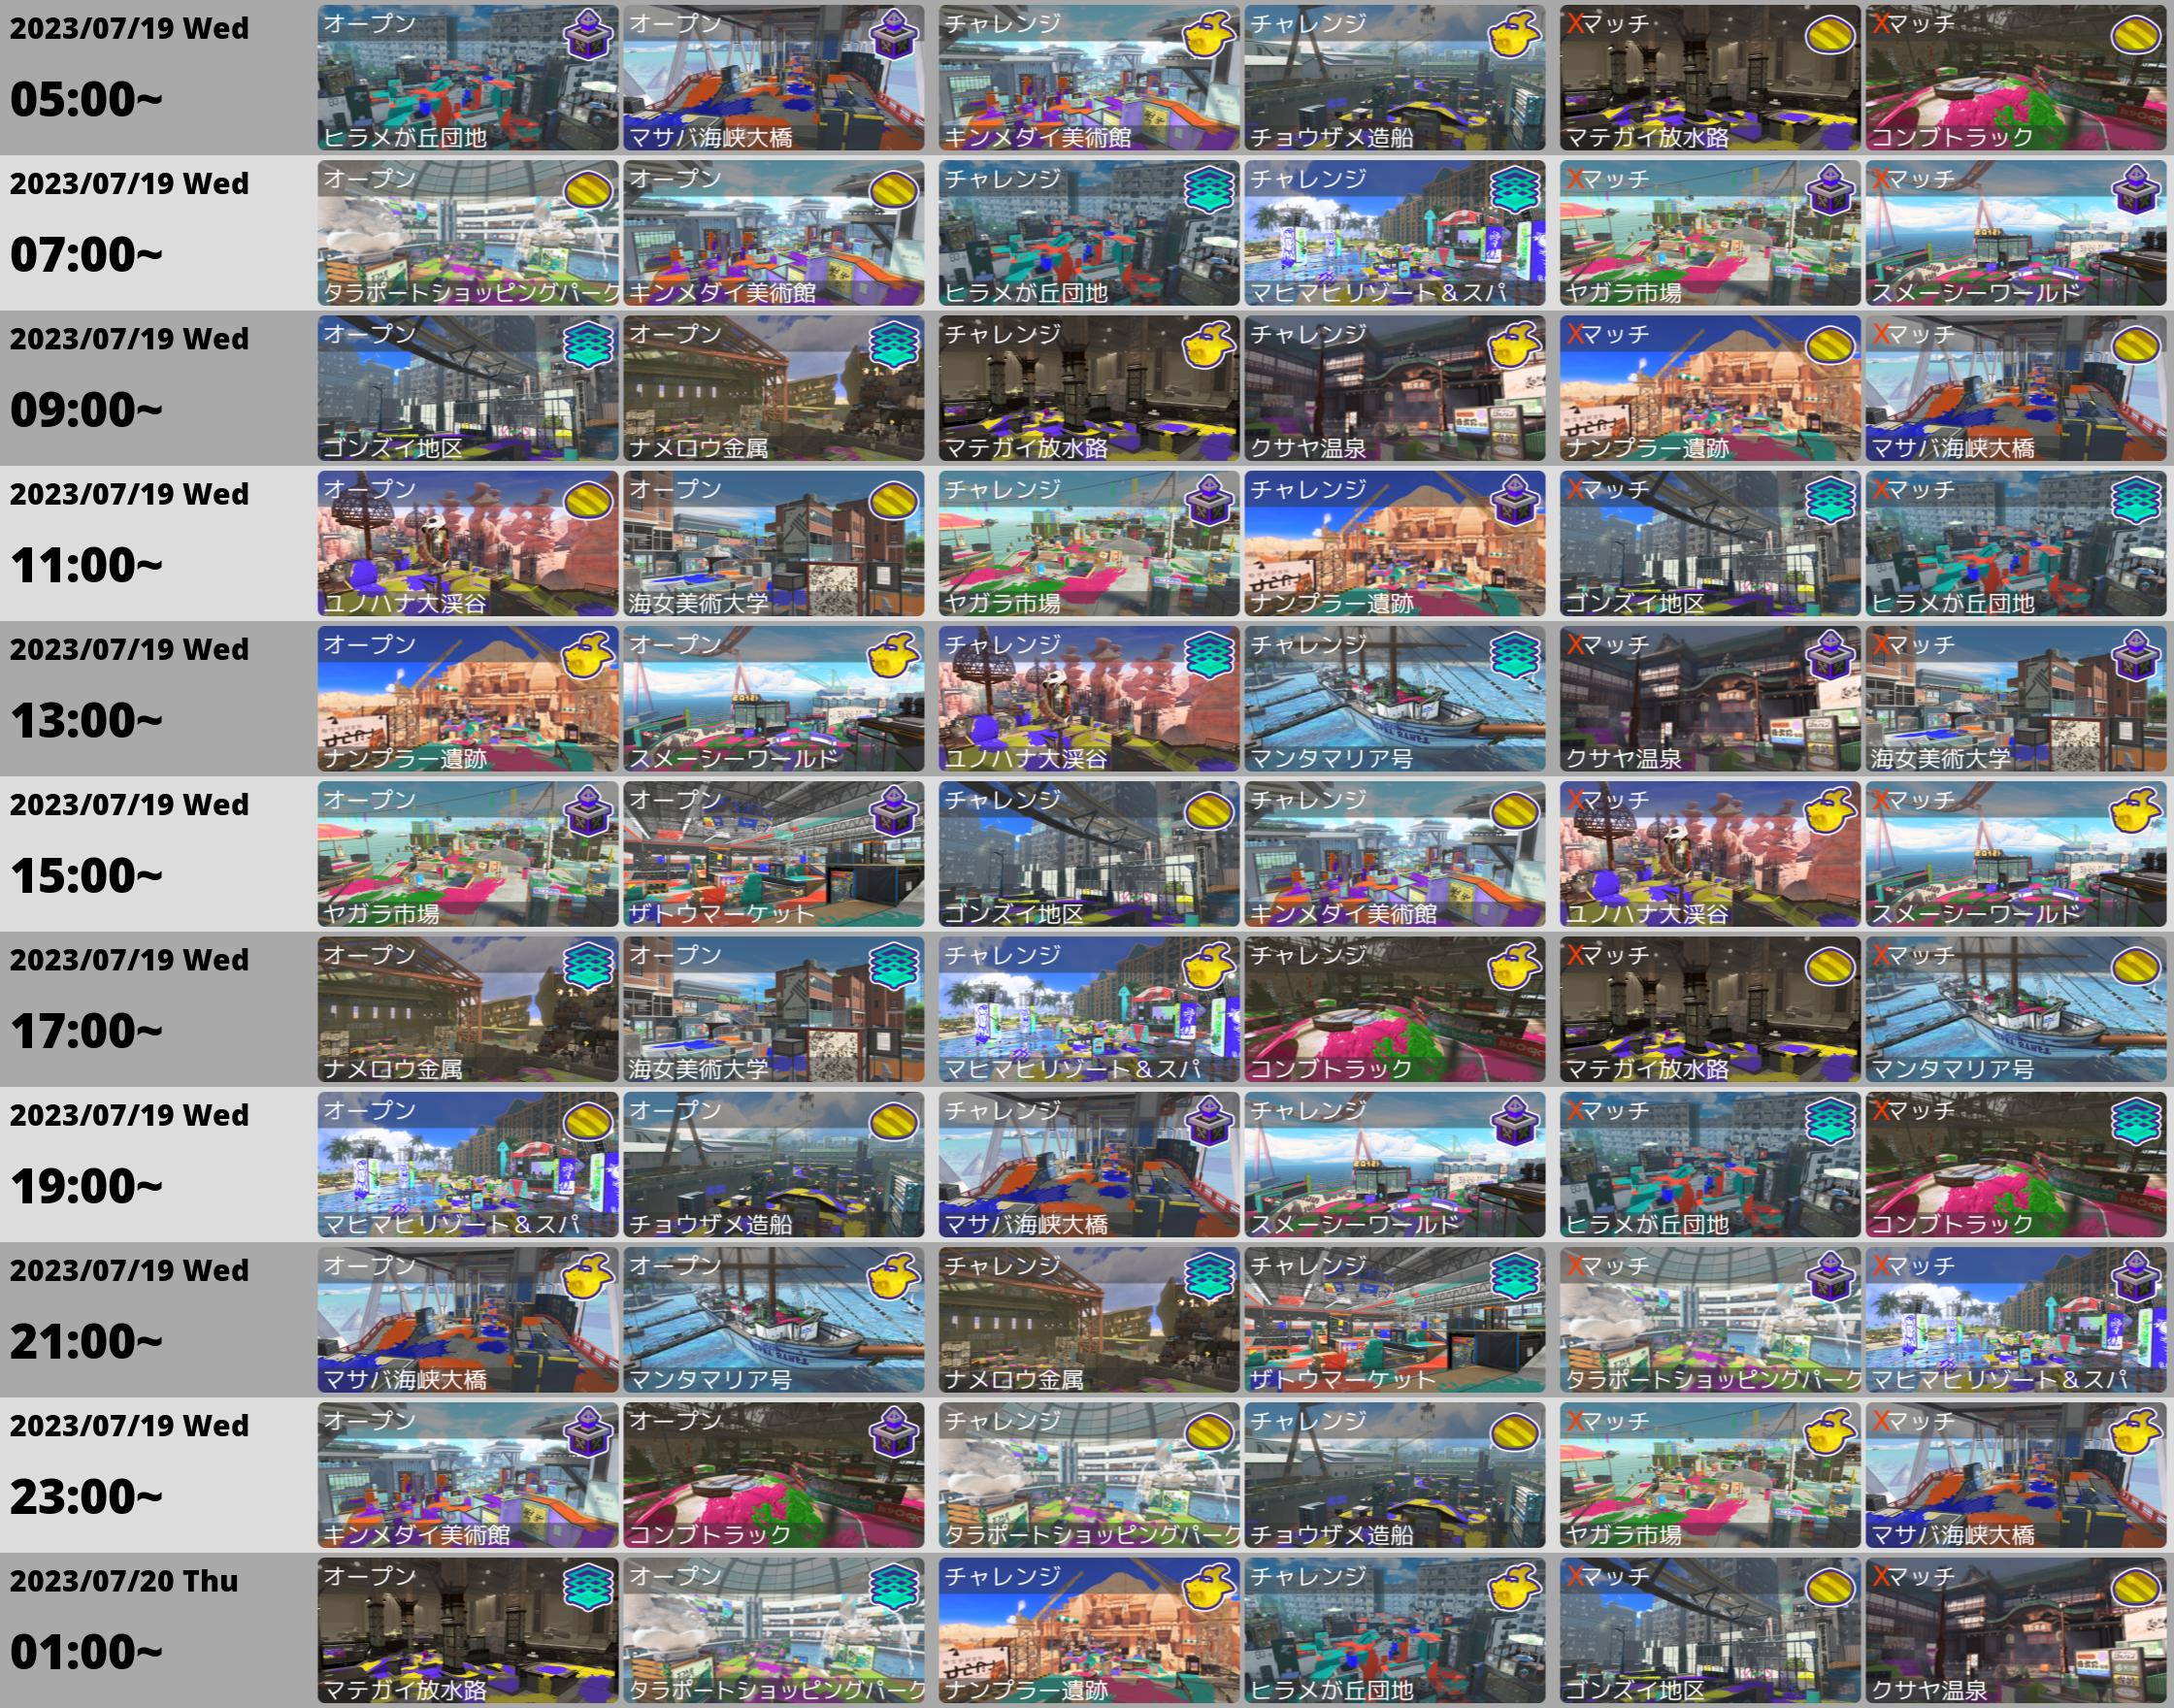 2023/07/19 Wed
05:00~
オープン
オープン
チャレンジ
チャレンジ
Xマッチ
Xマッチ
ヒラメが丘団地
マサバ海峡大橋
キンメダイ美術館
チョウザメ造船
マテガイ放水路
コンブトラック
2023/07/19 Wed
07:00~
オープン
オープン
チャレンジ
チャレンジ
Xマッチ
Xマッチ
タラポートショッピングパーク
キンメダイ美術館
ヒラメが丘団地
マヒマヒリゾート&スパ
ヤガラ市場
スメーシーワールド
2023/07/19 Wed
09:00~
オープン
オープン
チャレンジ
チャレンジ
Xマッチ
Xマッチ
ゴンズイ地区
ナメロウ金属
マテガイ放水路
クサヤ温泉
ナンプラー遺跡
マサバ海峡大橋
2023/07/19 Wed
11:00~
オープン
オープン
チャレンジ
チャレンジ
Xマッチ
Xマッチ
ユノハナ大渓谷
海女美術大学
ヤガラ市場
ナンプラー遺跡
ゴンズイ地区
ヒラメが丘団地
2023/07/19 Wed
13:00~
オープン
オープン
チャレンジ
チャレンジ
Xマッチ
Xマッチ
ナンプラー遺跡
スメーシーワールド
ユノハナ大渓谷
マンタマリア号
クサヤ温泉
海女美術大学
2023/07/19 Wed
15:00~
オープン
オープン
チャレンジ
チャレンジ
Xマッチ
Xマッチ
ヤガラ市場
ザトウマーケット
ゴンズイ地区
キンメダイ美術館
ユノハナ大渓谷
スメーシーワールド
2023/07/19 Wed
17:00~
オープン
オープン
チャレンジ
チャレンジ
Xマッチ
Xマッチ
ナメロウ金属
海女美術大学
マヒマヒリゾート&スパ
コンブトラック
マテガイ放水路
マンタマリア号
2023/07/19 Wed
19:00~
オープン
オープン
チャレンジ
チャレンジ
Xマッチ
Xマッチ
マヒマヒリゾート&スパ
チョウザメ造船
マサバ海峡大橋
スメーシーワールド
ヒラメが丘団地
コンブトラック
2023/07/19 Wed
21:00~
オープン
オープン
チャレンジ
チャレンジ
Xマッチ
Xマッチ
マサバ海峡大橋
マンタマリア号
ナメロウ金属
ザトウマーケット
タラポートショッピングパーク
マヒマヒリゾート&スパ
2023/07/19 Wed
23:00~
オープン
オープン
チャレンジ
チャレンジ
Xマッチ
Xマッチ
キンメダイ美術館
コンブトラック
タラポートショッピングパーク
チョウザメ造船
ヤガラ市場
マサバ海峡大橋
2023/07/20 Thu
01:00~
オープン
オープン
チャレンジ
チャレンジ
Xマッチ
Xマッチ
マテガイ放水路
タラポートショッピングパーク
ナンプラー遺跡
ヒラメが丘団地
ゴンズイ地区
クサヤ温泉